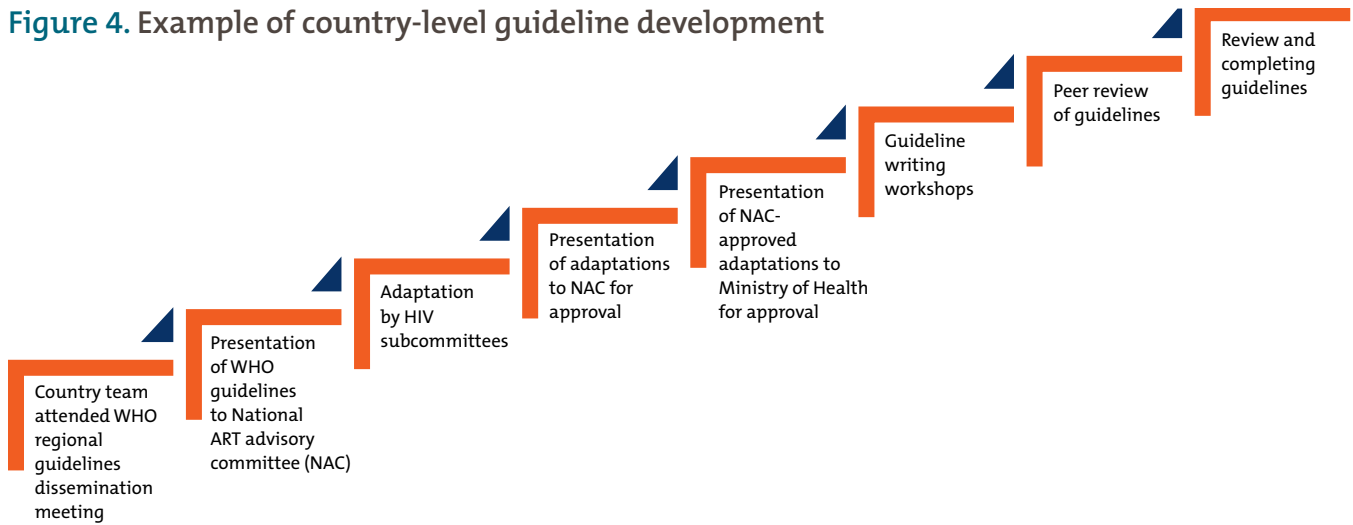 Figure 4. Example of country-level guideline development
Country team
attended WHO
regional
guidelines
dissemination
meeting
Presentation
of WHO
guidelines
to National
ART advisory
committee (NAC)
Adaptation
by HIV
subcommittees
Presentation
of adaptations
to NAC for
approval
Presentation
of NAC-
approved
adaptations to
Ministry of Health
for approval
Guideline
writing
workshops
Peer review
of guidelines
Review and
completing
guidelines